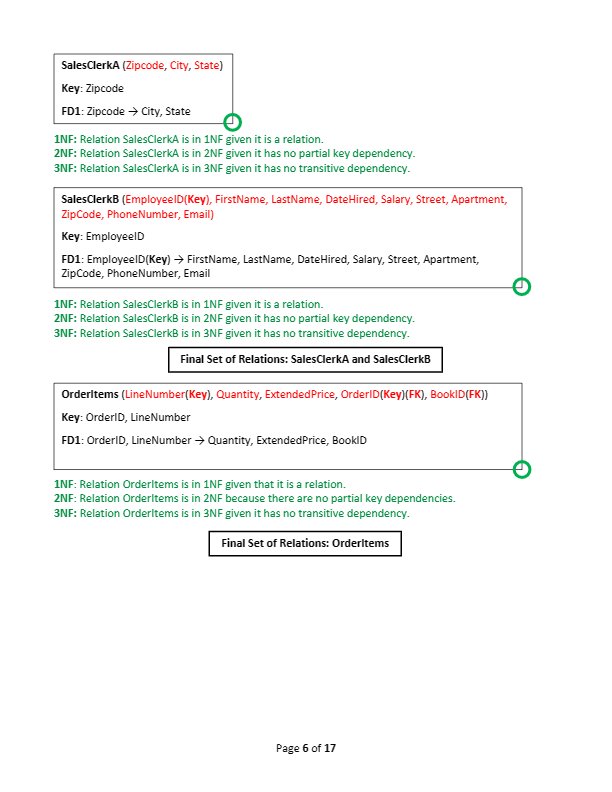 SalesClerkA (Zipcode, City, State)
Key: Zipcode
FD1: Zipcode → City, State
1NF: Relation SalesClerkA is in 1NF given it is a relation.
2NF: Relation SalesClerkA is in 2NF given it has no partial key dependency.
3NF: Relation SalesClerkA is in 3NF given it has no transitive dependency.
SalesClerkB (EmployeeID(Key), FirstName, LastName, DateHired, Salary, Street, Apartment,
ZipCode, PhoneNumber, Email)
Key: EmployeeID
FD1: EmployeeID(Key) → FirstName, LastName, DateHired, Salary, Street, Apartment,
ZipCode, PhoneNumber, Email
1NF: Relation SalesClerkB is in 1NF given it is a relation.
2NF: Relation SalesClerkB is in 2NF given it has no partial key dependency.
3NF: Relation SalesClerkB is in 3NF given it has no transitive dependency.
Final Set of Relations: SalesClerkA and SalesClerkB
OrderItems (LineNumber(Key), Quantity, ExtendedPrice, OrderID(Key)(FK), BookID(FK))
Key: OrderID, LineNumber
FD1: OrderID, LineNumber → Quantity, ExtendedPrice, BookID
1NF: Relation OrderItems is in 1NF given that it is a relation.
2NF: Relation OrderItems is in 2NF because there are no partial key dependencies.
3NF: Relation OrderItems is in 3NF given it has no transitive dependency.
Final Set of Relations: OrderItems
Page 6 of 17